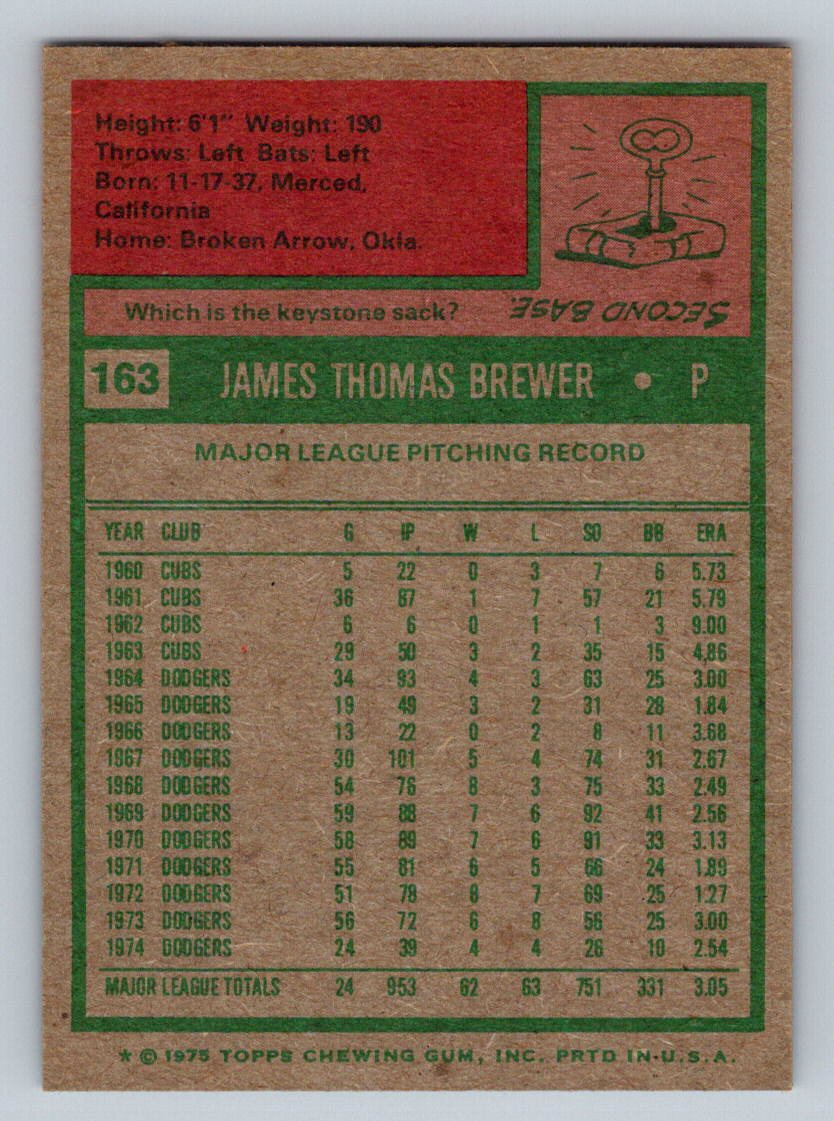 Height: 6'1" Weight: 190
Throws: Left Bats: Left
Born: 11-17-37, Merced,
California
Home: Broken Arrow, Okla.
Which is the keystone sack?
SECOND BASE.
163 JAMES THOMAS BREWER • P
MAJOR LEAGUE PITCHING RECORD
YEAR CLUB G IP W L SO BB ERA
1960 CUBS 5 22 0 3 7 6 5.73
1961 CUBS 36 87 1 7 57 21 5.79
1962 CUBS 6 6 0 1 1 3 9.00
1963 CUBS 29 50 3 2 35 15 4.86
1964 DODGERS 34 93 4 3 63 25 3.00
1965 DODGERS 19 49 3 2 31 28 1.84
1966 DODGERS 13 22 0 2 8 11 3.68
1967 DODGERS 30 101 5 4 74 31 2.67
1968 DODGERS 54 76 8 3 75 33 2.49
1969 DODGERS 59 88 7 6 92 41 2.56
1970 DODGERS 58 89 7 6 91 33 3.13
1971 DODGERS 55 81 6 5 66 24 1.89
1972 DODGERS 51 78 8 7 69 25 1.27
1973 DODGERS 56 72 6 8 56 25 3.00
1974 DODGERS 24 39 4 4 26 10 2.54
MAJOR LEAGUE TOTALS 24 953 62 63 751 331 3.05
* © 1975 TOPPS CHEWING GUM, INC. PRTD IN U.S.A.